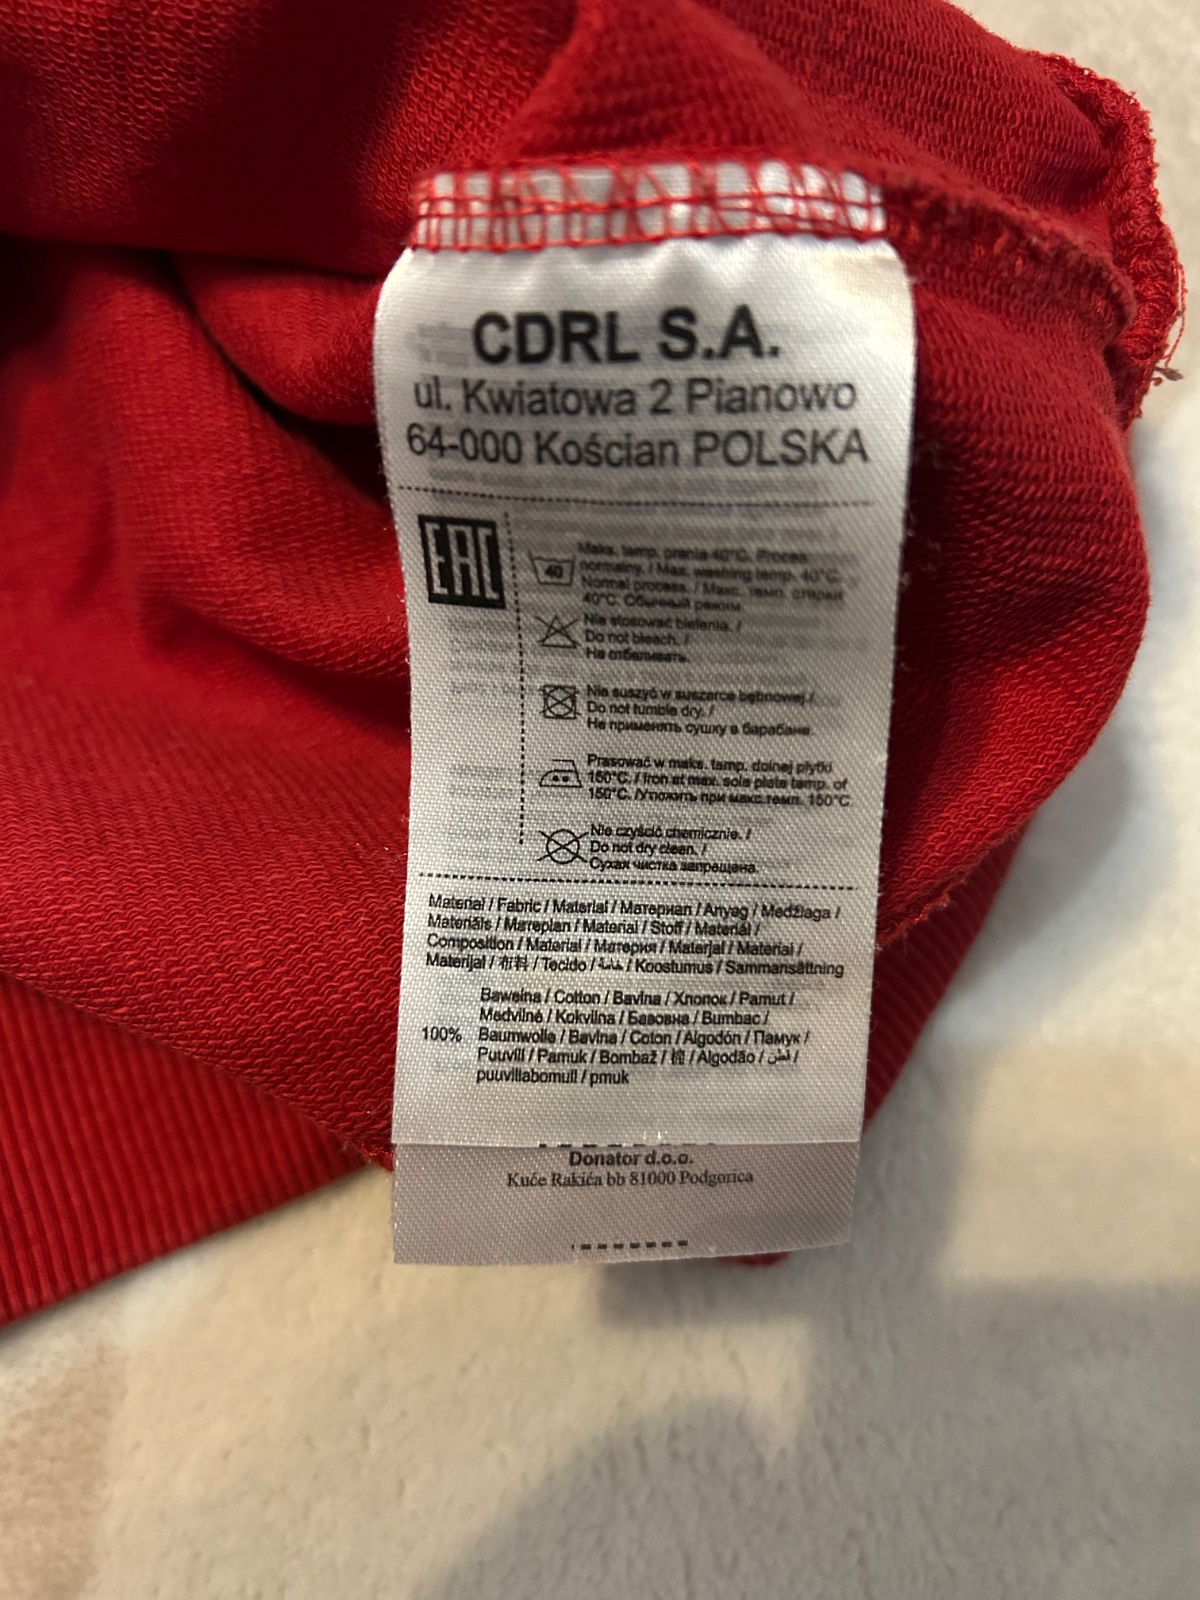 CDRL S.A.
ul. Kwiatowa 2 Pianowo
64-000 Kościan POLSKA
EAC
40
Maks. temp. prania 40°C. Proces
normalny. / Max. washing temp. 40°C.
Normal process. / Макс. темп. стирки
40°C. Обычный режим.
Nie stosować bielenia. /
Do not bleach. /
Не отбеливать.
Nie suszyć w suszarce bębnowej./
Do not tumble dry. /
Не применять сушку в барабане.
Prasować w maks. temp. dolnej płytki
150°C. / Iron at max. sole plate temp. of
150°C. /Утюжить при макс.темп. 150°C.
Nie czyścić chemicznie. /
Do not dry clean. /
Сухая чистка запрещена.
Materiał / Fabric / Material / Материал / Anyag / Medžiaga /
Materiāls / Матеріал / Material / Stoff / Materiál /
Composition / Material / Материя / Materjal / Material /
Materijal / 布料 / Tecido / خامة / Koostumus / Sammansättning
Bawełna / Cotton / Bavlna / Хлопок / Pamut /
Medvilnė / Kokvilna / Бавовна / Bumbac /
100% Baumwolle / Bavlna / Coton / Algodón / Памук /
Puuvill / Pamuk / Bombaž / 棉 / Algodão / قطن /
puuvillabomull / pmuk
Donator d.o.o.
Kuće Rakića bb 81000 Podgorica